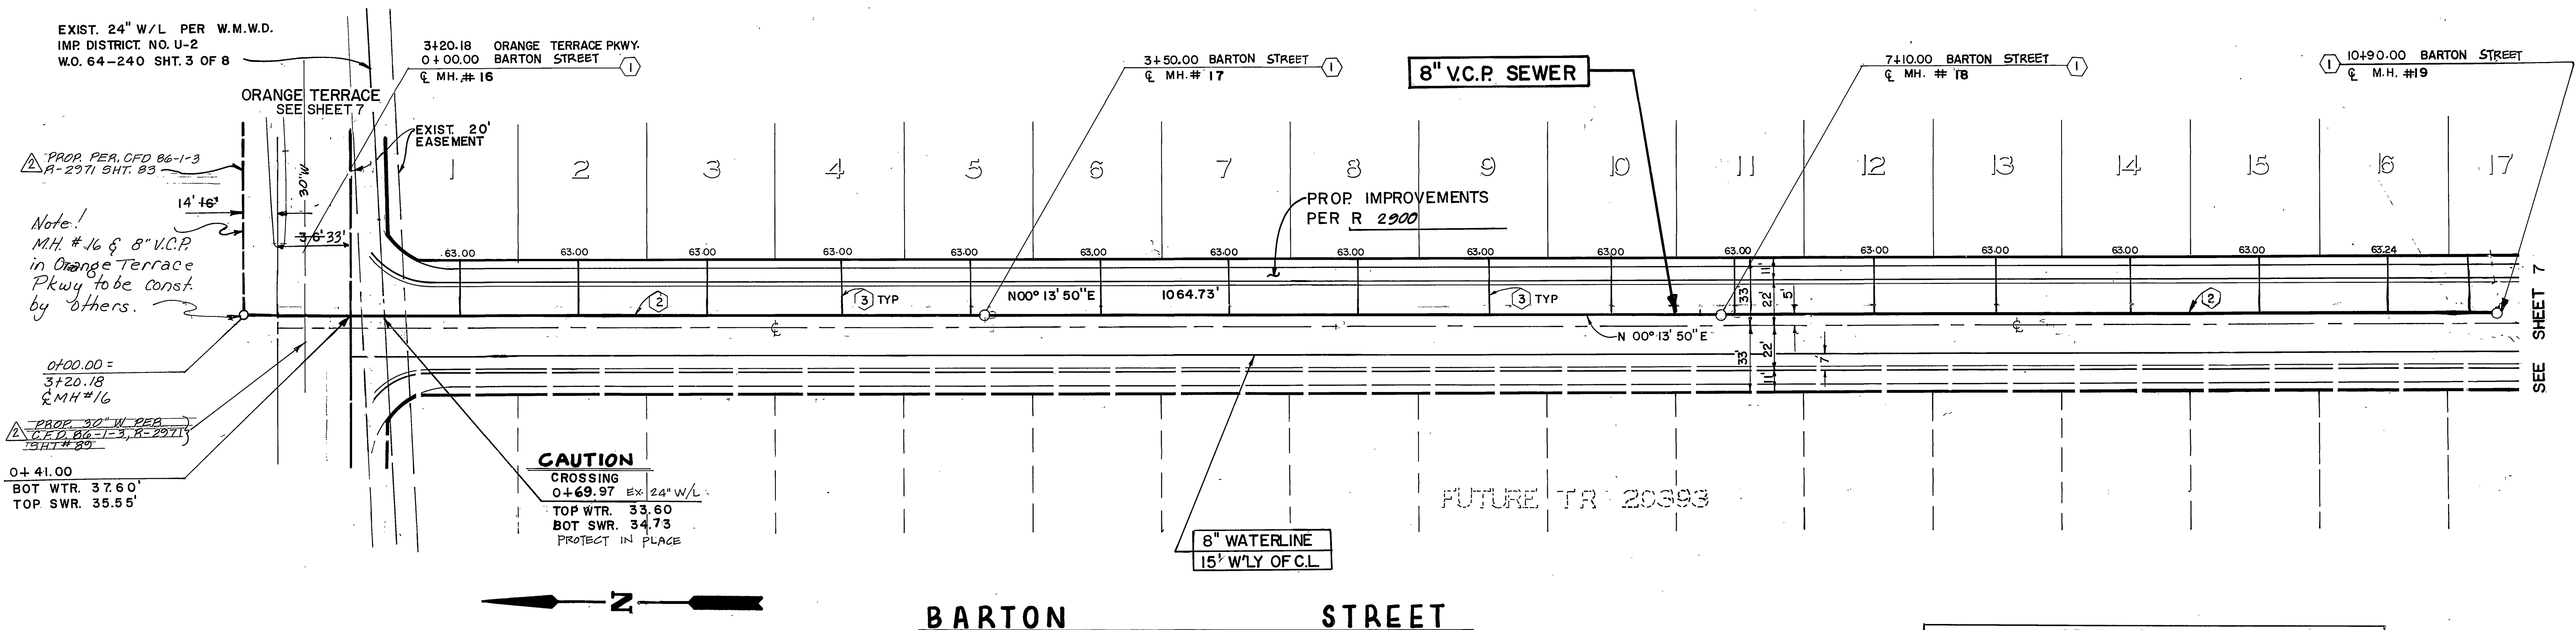 EXIST. 24" W/L PER W.M.W.D.
IMP. DISTRICT. NO. U-2
W.O. 64-240 SHT. 3 OF 8
3+20.18 ORANGE TERRACE PKWY.
0+00.00 BARTON STREET
℄ MH. # 16
1
3+50.00 BARTON STREET
℄ MH. # 17
1
8" V.C.P. SEWER
7+10.00 BARTON STREET
℄ MH. # 18
1
1
10+90.00 BARTON STREET
℄ M.H. #19
ORANGE TERRACE
SEE SHEET 7
EXIST. 20'
EASEMENT
2 PROP. PER. CFD 86-1-3
R-2971 SHT. 83
30"W
14' 16'
36' 33'
Note!
M.H. #16 & 8" V.C.P.
in Orange Terrace
Pkwy to be const.
by others.
1 2 3 4 5 6 7 8 9 10 11 12 13 14 15 16 17
PROP. IMPROVEMENTS
PER R 2900
63.00 63.00 63.00 63.00 63.00 63.00 63.00 63.00 63.00 63.00 63.00 63.00 63.00 63.00 63.00 63.24
2
3 TYP
N00° 13' 50"E 1064.73'
3 TYP
N 00° 13' 50" E
33' 11' 22' 5'
33' 22' 11' 7'
2
℄
℄
SEE SHEET 7
0+00.00 =
3+20.18
℄ MH #16
2 PROP. 30" W PER
C.F.D. 86-1-3, R-2971
SHT # 89
0+41.00
BOT WTR. 37.60'
TOP SWR. 35.55'
CAUTION
CROSSING
0+69.97 EX. 24" W/L
TOP WTR. 33.60
BOT SWR. 34.73
PROTECT IN PLACE
FUTURE TR 20393
8" WATERLINE
15' W'LY OF C.L.
N
BARTON STREET